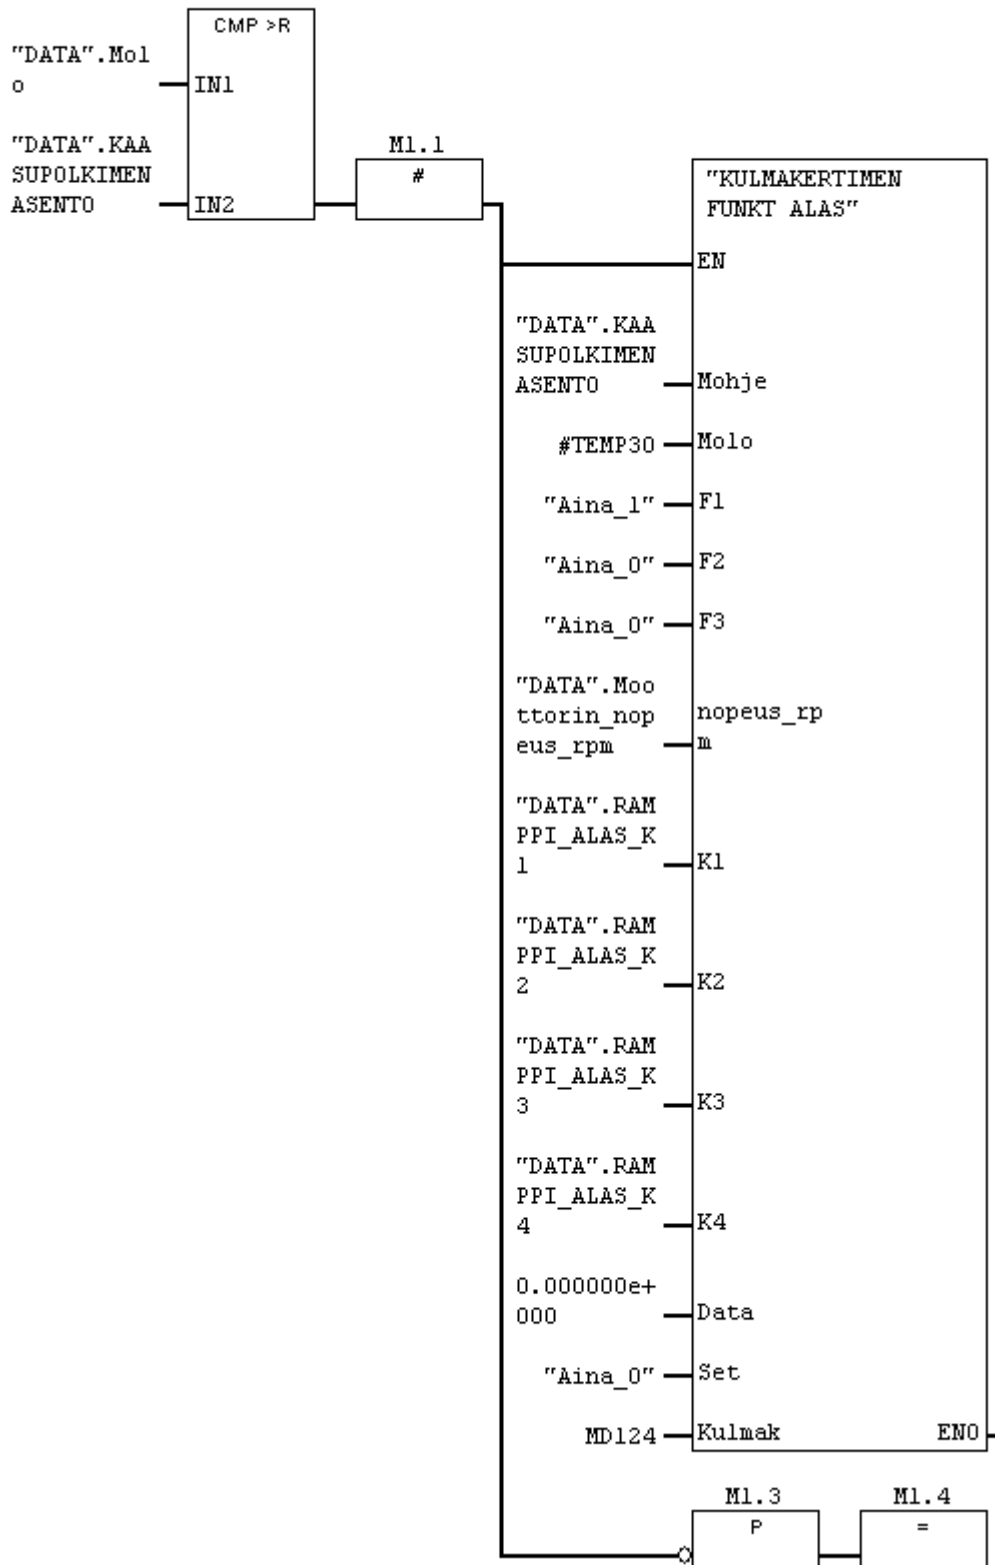 CMP >R
"DATA".Mol
o
IN1
"DATA".KAA
SUPOLKIMEN
ASENTO
IN2
M1.1
#
"KULMAKERTIMEN
FUNKT ALAS"
EN
"DATA".KAA
SUPOLKIMEN
ASENTO
Mohje
#TEMP30
Molo
"Aina_1"
F1
"Aina_0"
F2
"Aina_0"
F3
"DATA".Moo
ttorin_nop
eus_rpm
nopeus_rp
m
"DATA".RAM
PPI_ALAS_K
1
K1
"DATA".RAM
PPI_ALAS_K
2
K2
"DATA".RAM
PPI_ALAS_K
3
K3
"DATA".RAM
PPI_ALAS_K
4
K4
0.000000e+
000
Data
"Aina_0"
Set
MD124
Kulmak
ENO
M1.3
P
M1.4
=